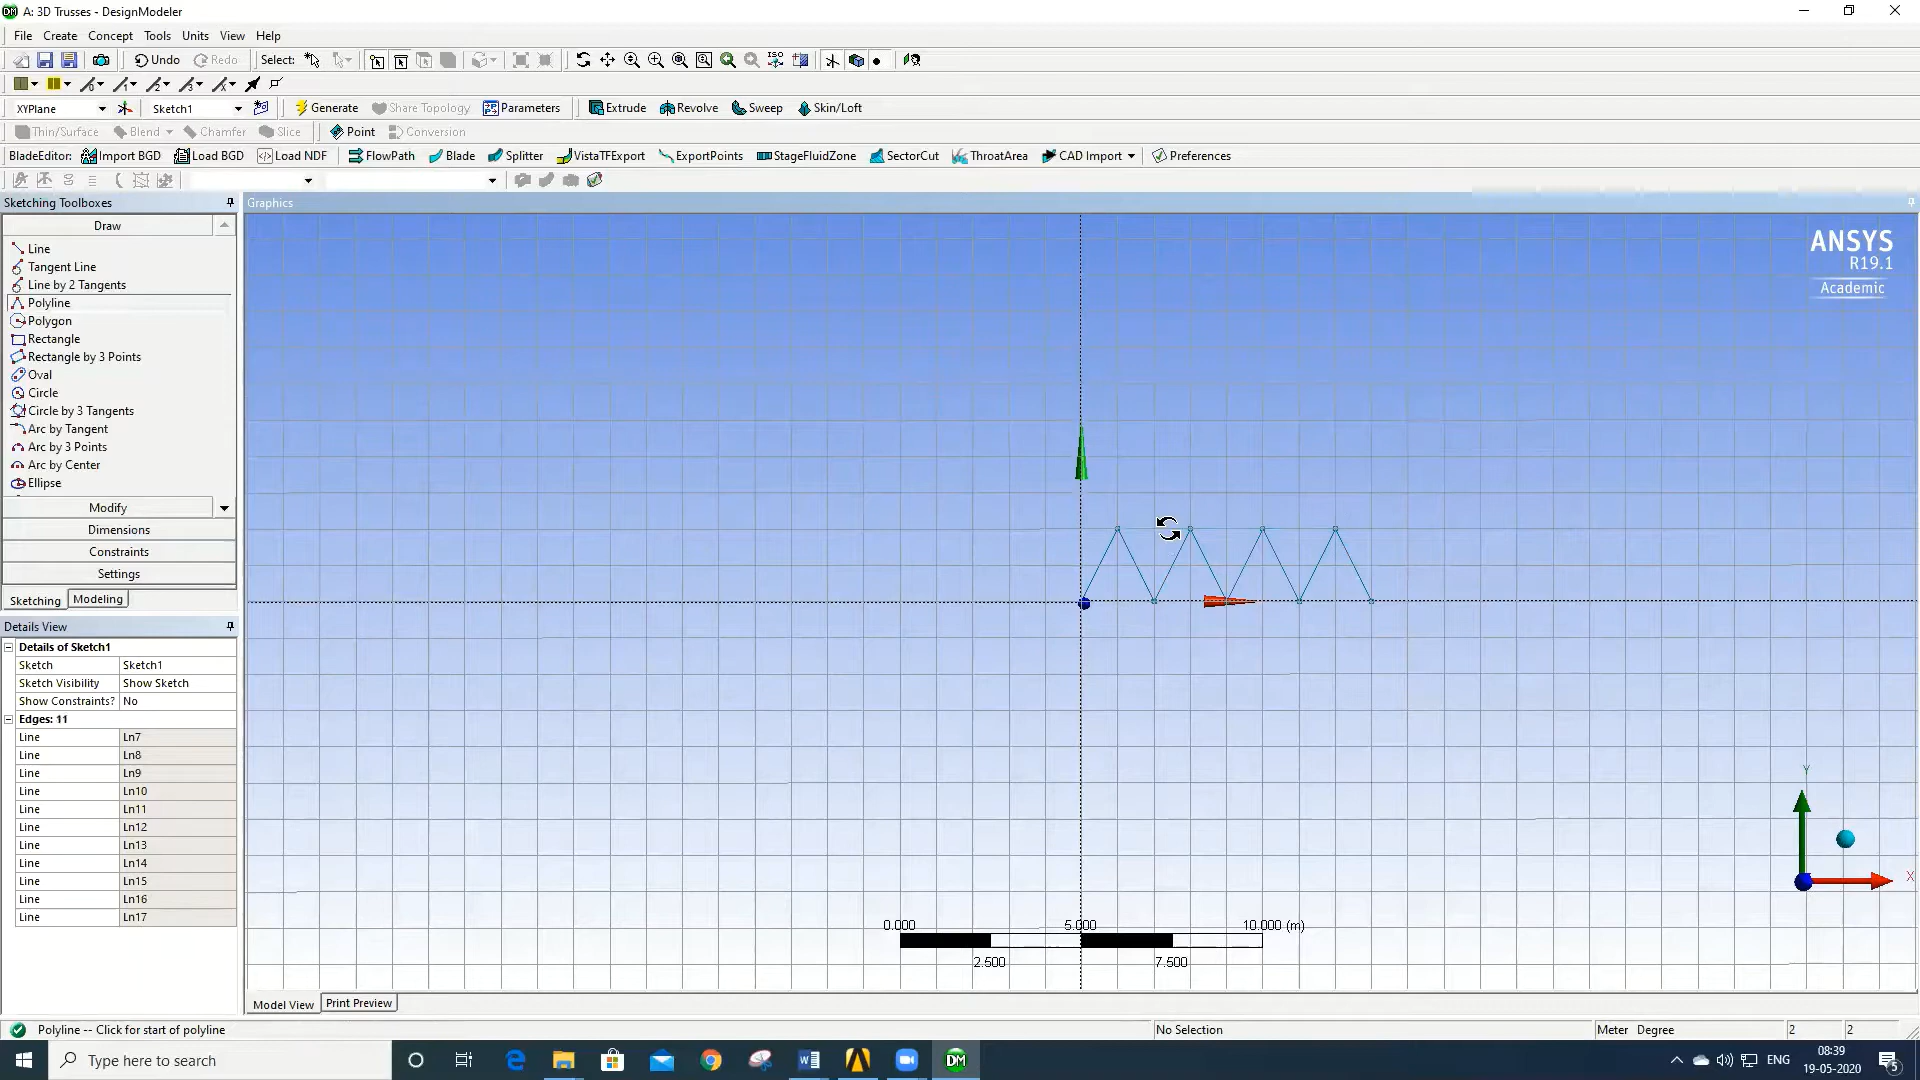 A: 3D Trusses - DesignModeler
File Create Concept Tools Units View Help
Undo Redo Select: ISO
XYPlane Sketch1 Generate Share Topology Parameters Extrude Revolve Sweep Skin/Loft
Thin/Surface Blend Chamfer Slice Point Conversion
BladeEditor: Import BGD Load BGD Load NDF FlowPath Blade Splitter VistaTFExport ExportPoints StageFluidZone SectorCut ThroatArea CAD Import Preferences
Sketching Toolboxes
Draw
Line
Tangent Line
Line by 2 Tangents
Polyline
Polygon
Rectangle
Rectangle by 3 Points
Oval
Circle
Circle by 3 Tangents
Arc by Tangent
Arc by 3 Points
Arc by Center
Ellipse
Modify
Dimensions
Constraints
Settings
Sketching Modeling
Details View
Details of Sketch1
Sketch Sketch1
Sketch Visibility Show Sketch
Show Constraints? No
Edges: 11
Line Ln7
Line Ln8
Line Ln9
Line Ln10
Line Ln11
Line Ln12
Line Ln13
Line Ln14
Line Ln15
Line Ln16
Line Ln17
Graphics
ANSYS
R19.1
Academic
Y
X
0.000 5.000 10.000 (m)
2.500 7.500
Model View Print Preview
Polyline -- Click for start of polyline No Selection Meter Degree 2 2
Type here to search
DM
ENG
08:39
19-05-2020
5